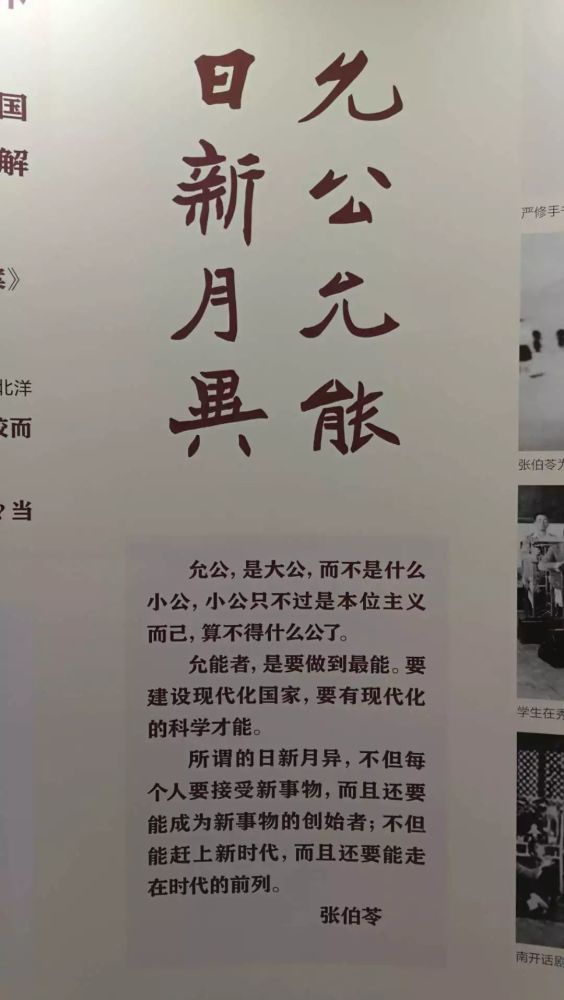 允公允能
日新月異
允公，是大公，而不是什么
小公，小公只不过是本位主义
而己，算不得什么公了。
允能者，是要做到最能。要
建设现代化国家，要有现代化
的科学才能。
所谓的日新月异，不但每
个人要接受新事物，而且还要
能成为新事物的创始者；不但
能赶上新时代，而且还要能走
在时代的前列。
张伯苓
国
解
》
北洋
而
？当
严修手
张伯苓为
学生在秀
南开话剧